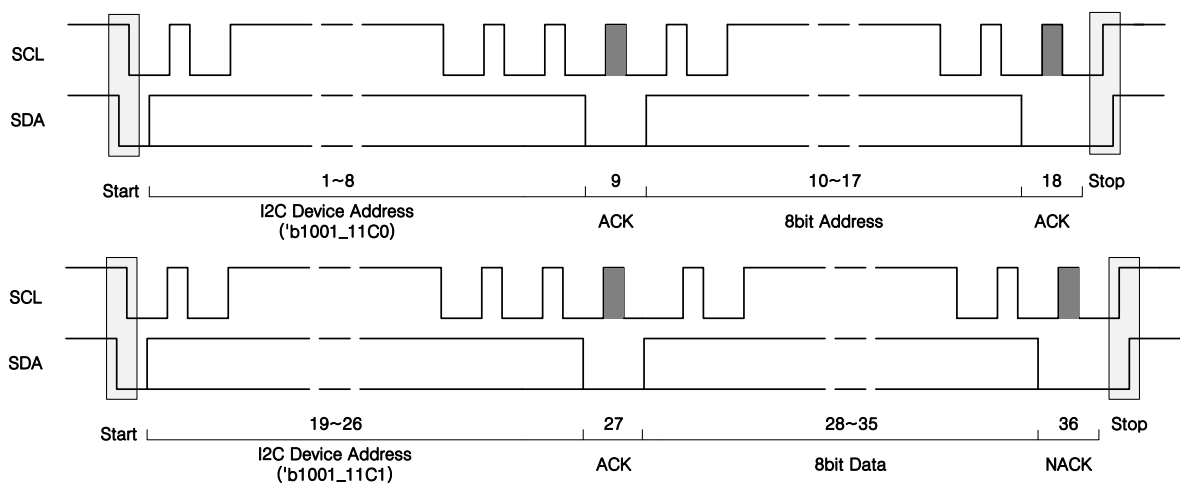 SCL
SDA
Start
1~8
9
10~17
18
Stop
I2C Device Address
('b1001_11C0)
ACK
8bit Address
ACK
SCL
SDA
Start
19~26
27
28~35
36
Stop
I2C Device Address
('b1001_11C1)
ACK
8bit Data
NACK